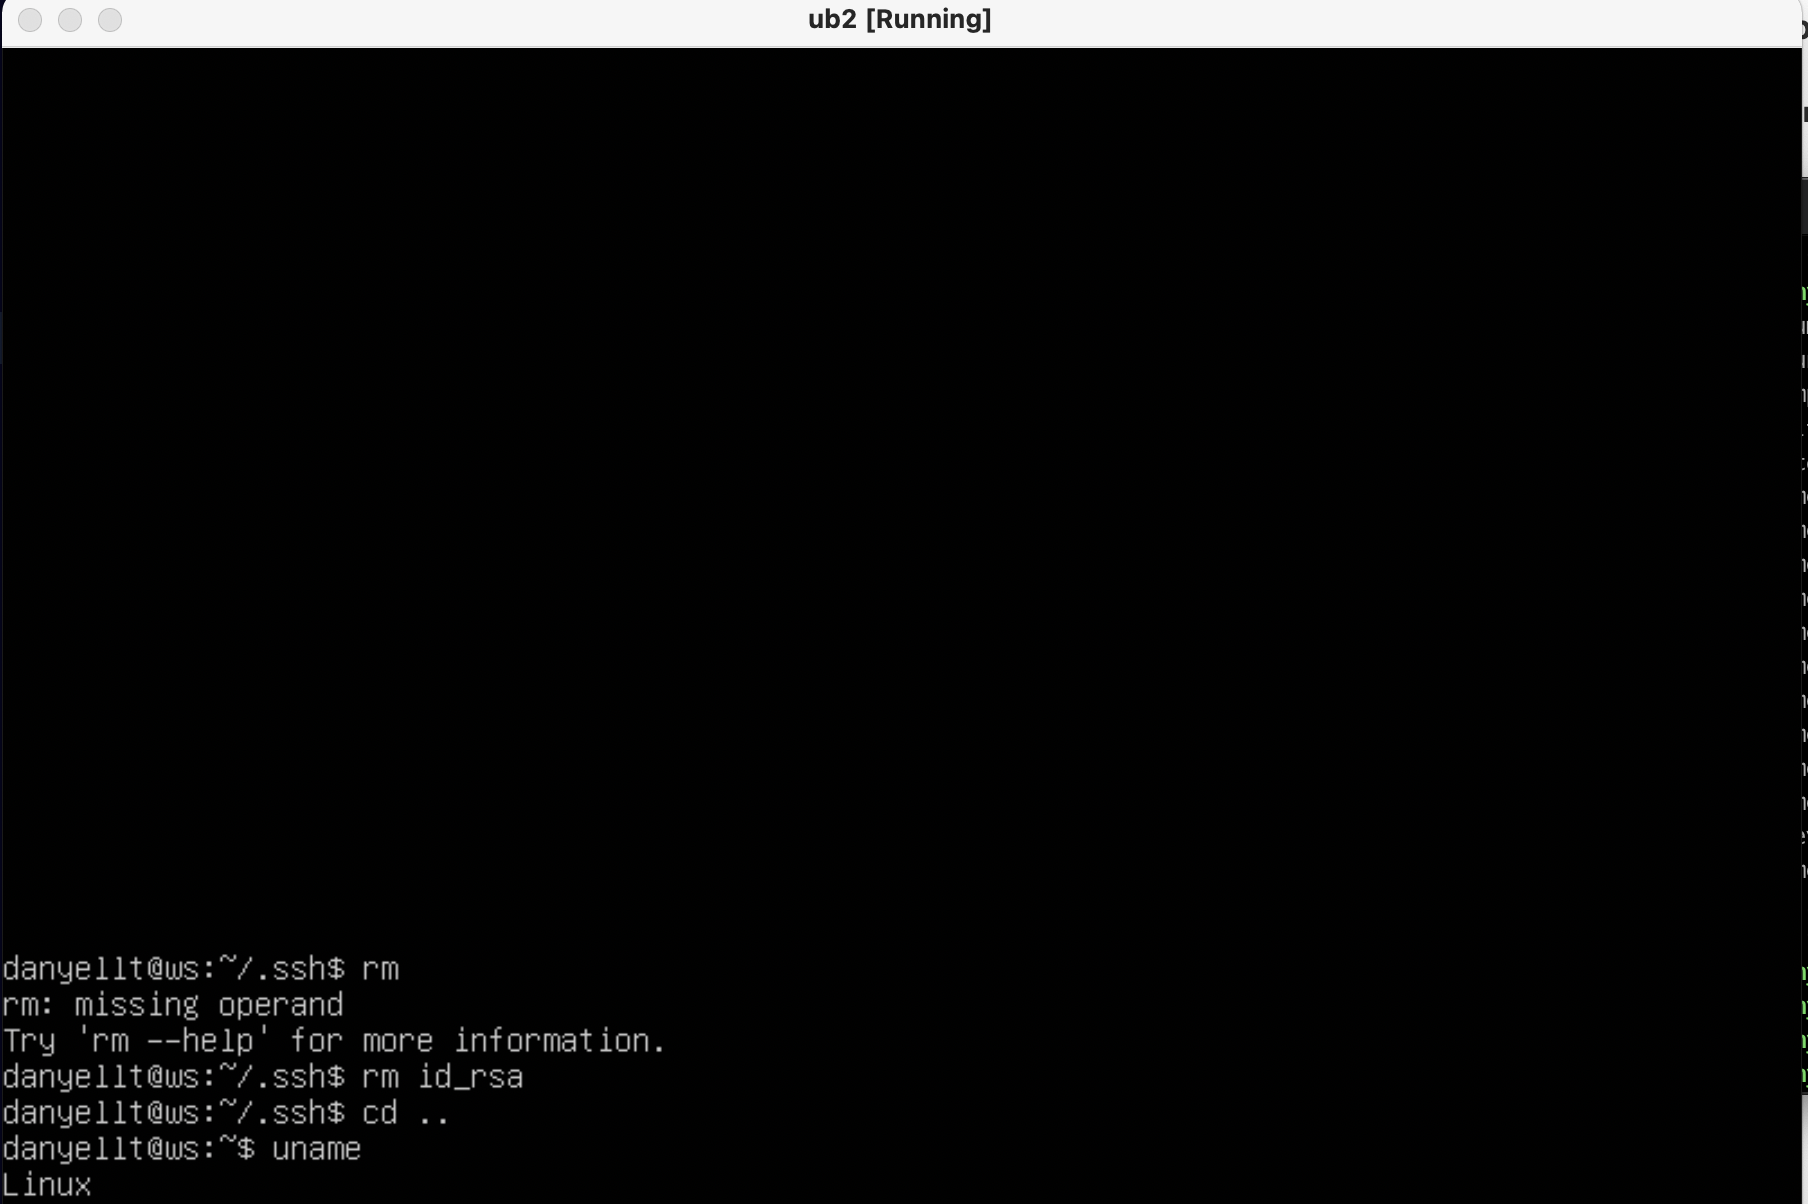 ub2 [Running]
danyellt@ws:~/.ssh$ rm
rm: missing operand
Try 'rm --help' for more information.
danyellt@ws:~/.ssh$ rm id_rsa
danyellt@ws:~/.ssh$ cd ..
danyellt@ws:~$ uname
Linux